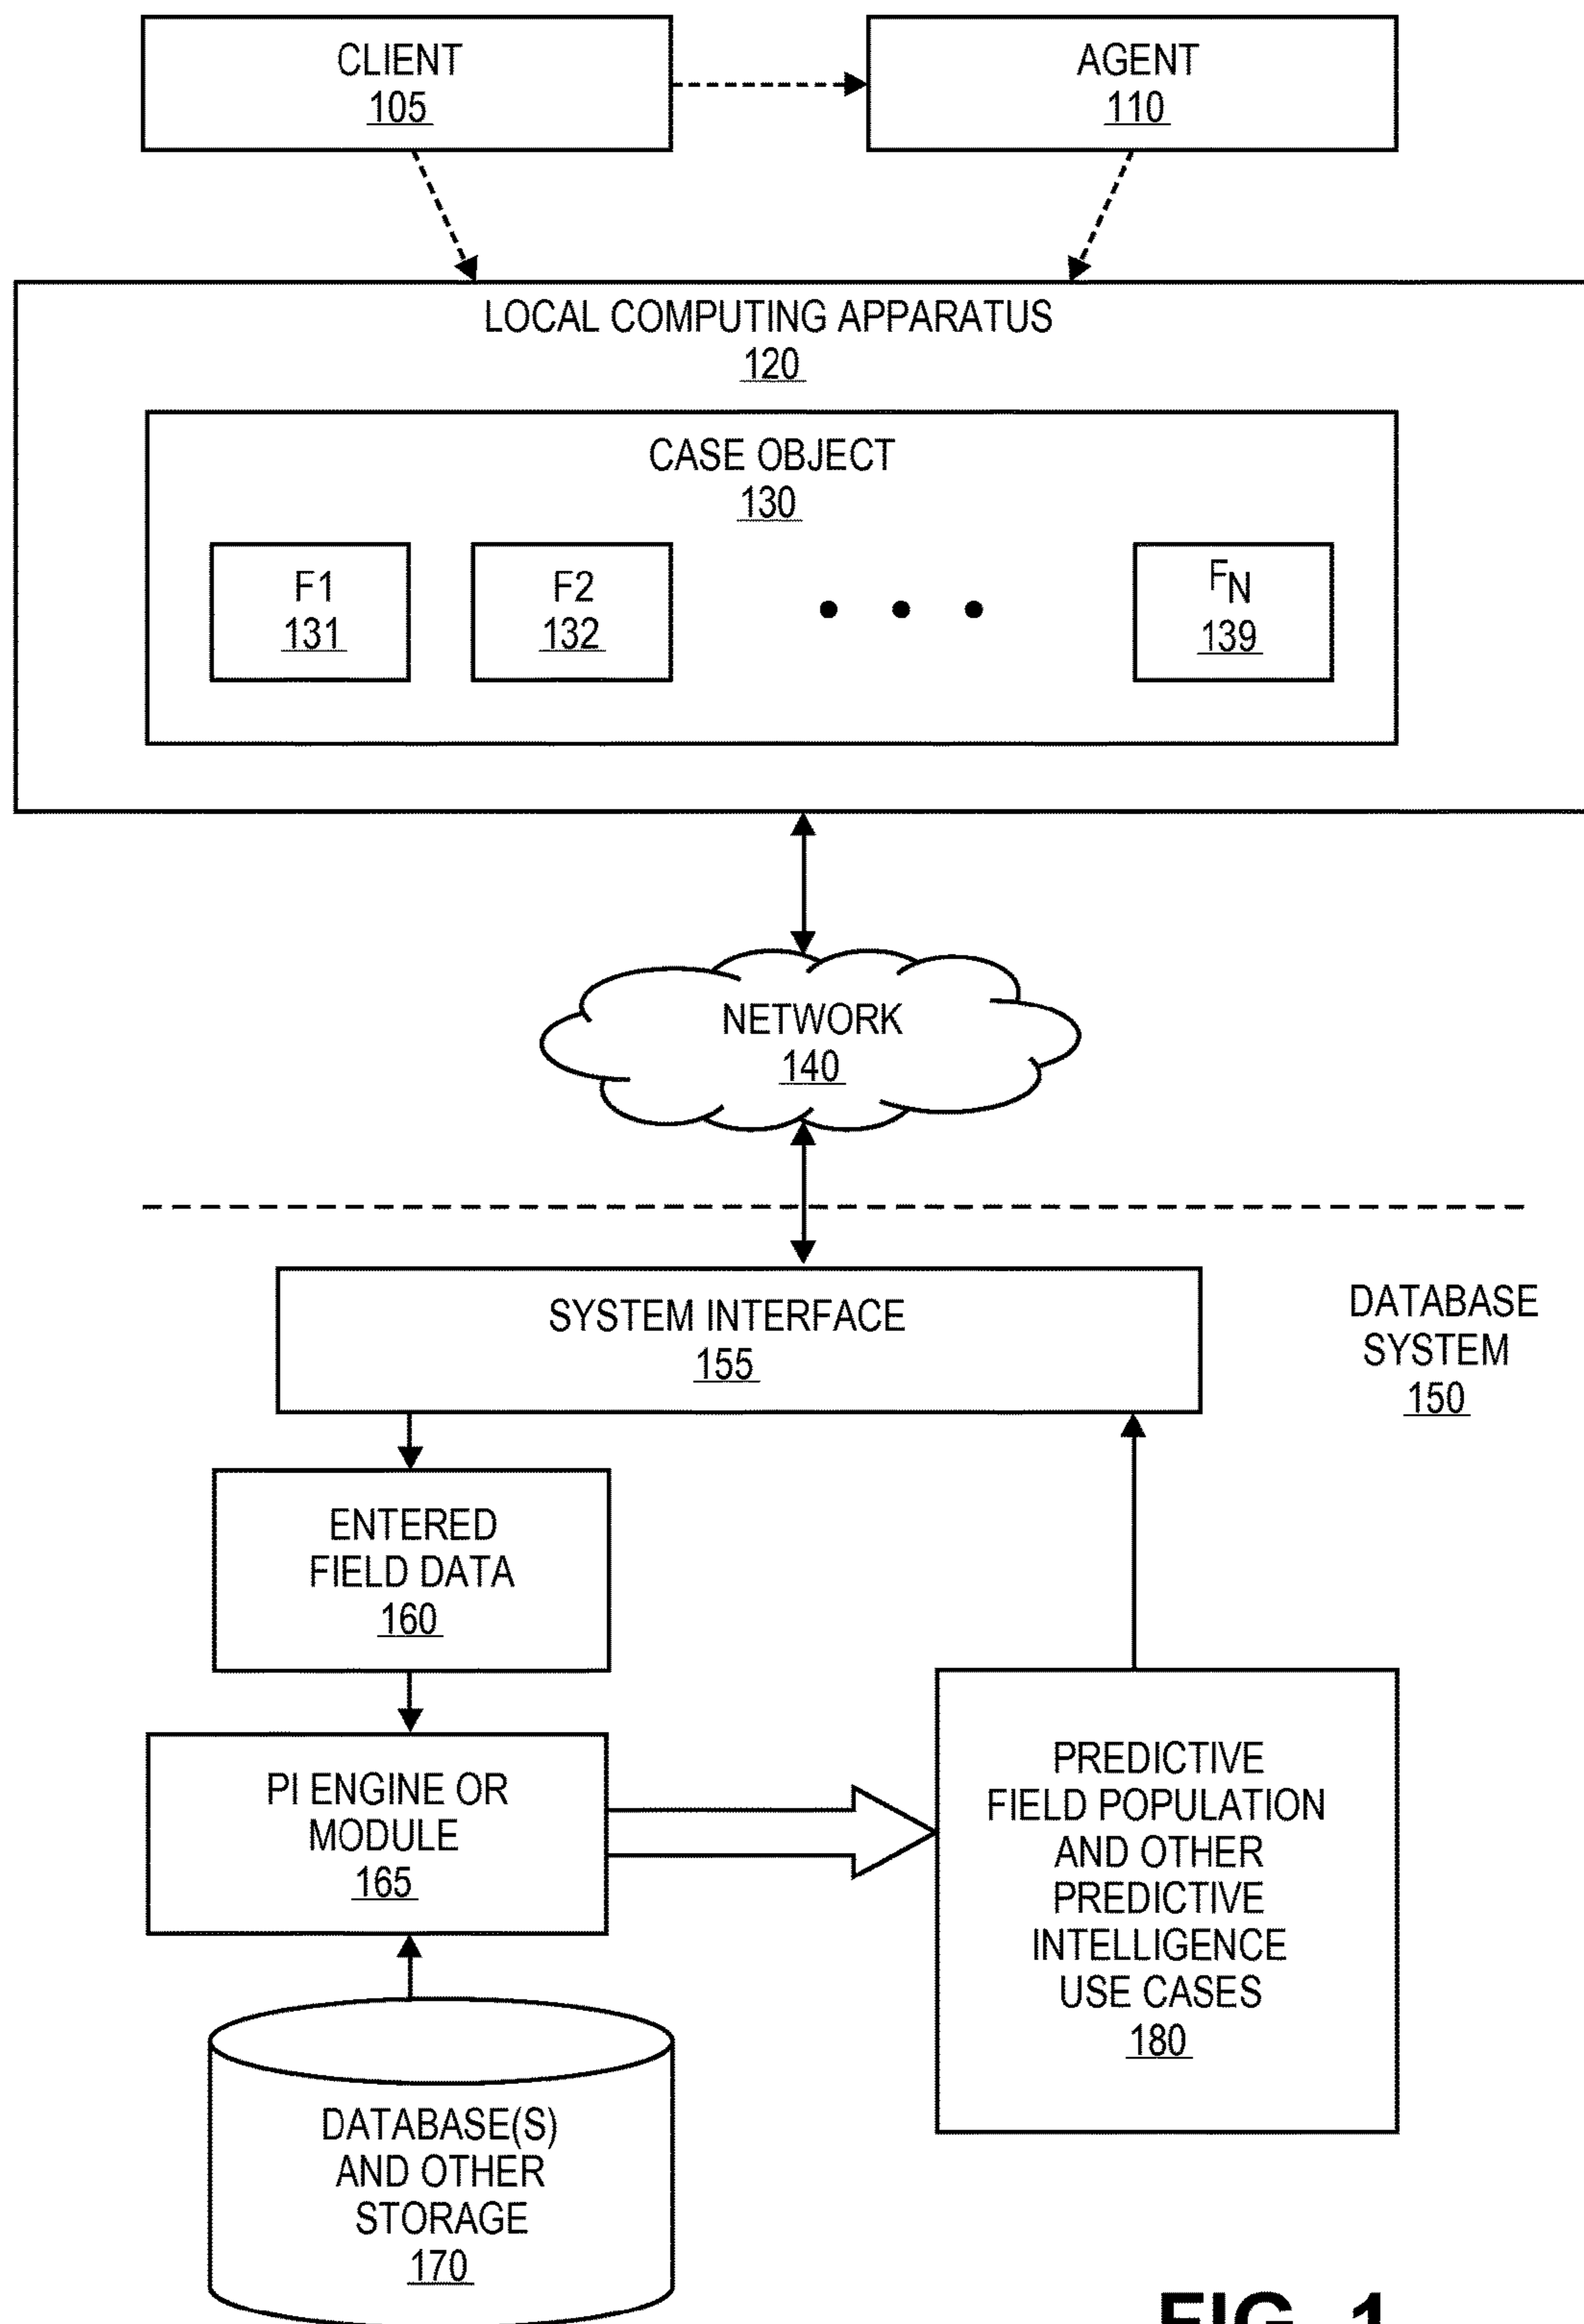 CLIENT
105
AGENT
110
LOCAL COMPUTING APPARATUS
120
CASE OBJECT
130
F1
131
F2
132
• • •
FN
139
NETWORK
140
SYSTEM INTERFACE
155
DATABASE
SYSTEM
150
ENTERED
FIELD DATA
160
PI ENGINE OR
MODULE
165
PREDICTIVE
FIELD POPULATION
AND OTHER
PREDICTIVE
INTELLIGENCE
USE CASES
180
DATABASE(S)
AND OTHER
STORAGE
170
FIG. 1